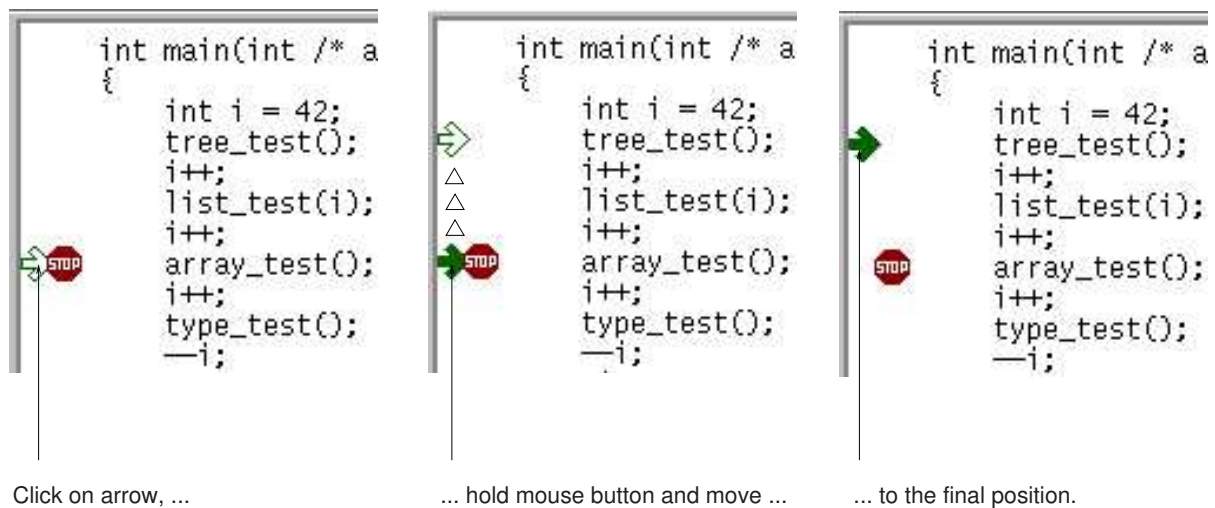 int main(int /* a
{
int i = 42;
tree_test();
i++;
list_test(i);
i++;
STOP array_test();
i++;
type_test();
--i;
Click on arrow, ...
int main(int /* a
{
int i = 42;
tree_test();
i++;
list_test(i);
i++;
STOP array_test();
i++;
type_test();
--i;
... hold mouse button and move ...
int main(int /* a
{
int i = 42;
tree_test();
i++;
list_test(i);
i++;
STOP array_test();
i++;
type_test();
--i;
... to the final position.